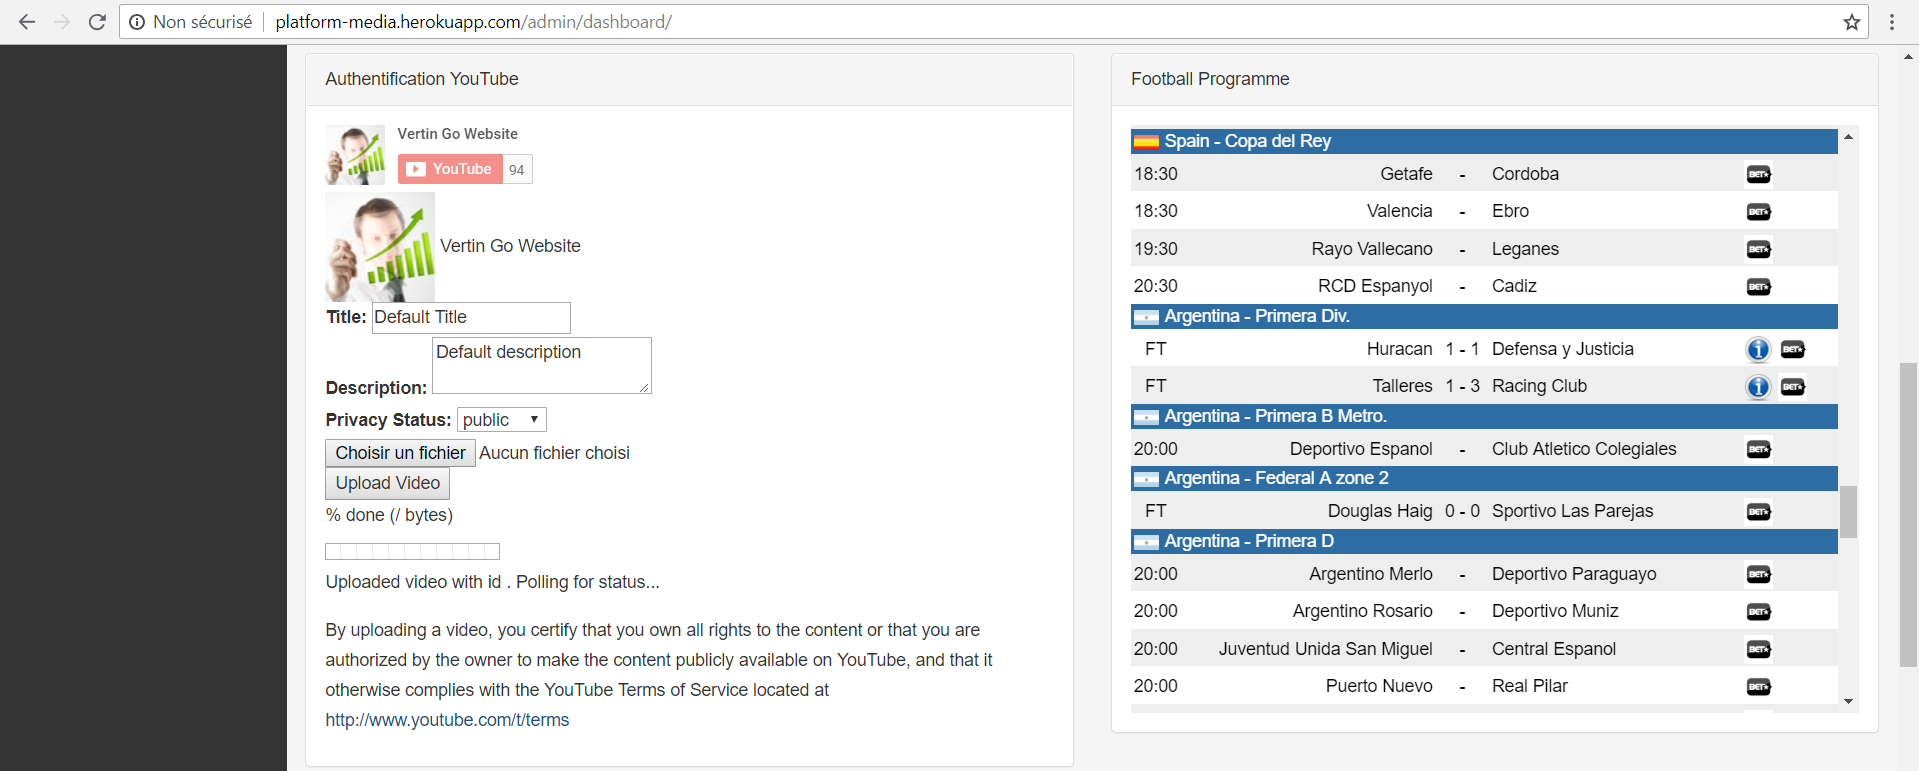 Non sécurisé platform-media.herokuapp.com/admin/dashboard/
Authentification YouTube
Vertin Go Website
YouTube 94
Vertin Go Website
Title: Default Title
Description: Default description
Privacy Status: public
Choisir un fichier Aucun fichier choisi
Upload Video
% done (/ bytes)
Uploaded video with id . Polling for status...
By uploading a video, you certify that you own all rights to the content or that you are
authorized by the owner to make the content publicly available on YouTube, and that it
otherwise complies with the YouTube Terms of Service located at
http://www.youtube.com/t/terms
Football Programme
Spain - Copa del Rey
18:30 Getafe - Cordoba BET
18:30 Valencia - Ebro BET
19:30 Rayo Vallecano - Leganes BET
20:30 RCD Espanyol - Cadiz BET
Argentina - Primera Div.
FT Huracan 1 - 1 Defensa y Justicia i BET
FT Talleres 1 - 3 Racing Club i BET
Argentina - Primera B Metro.
20:00 Deportivo Espanol - Club Atletico Colegiales BET
Argentina - Federal A zone 2
FT Douglas Haig 0 - 0 Sportivo Las Parejas BET
Argentina - Primera D
20:00 Argentino Merlo - Deportivo Paraguayo BET
20:00 Argentino Rosario - Deportivo Muniz BET
20:00 Juventud Unida San Miguel - Central Espanol BET
20:00 Puerto Nuevo - Real Pilar BET